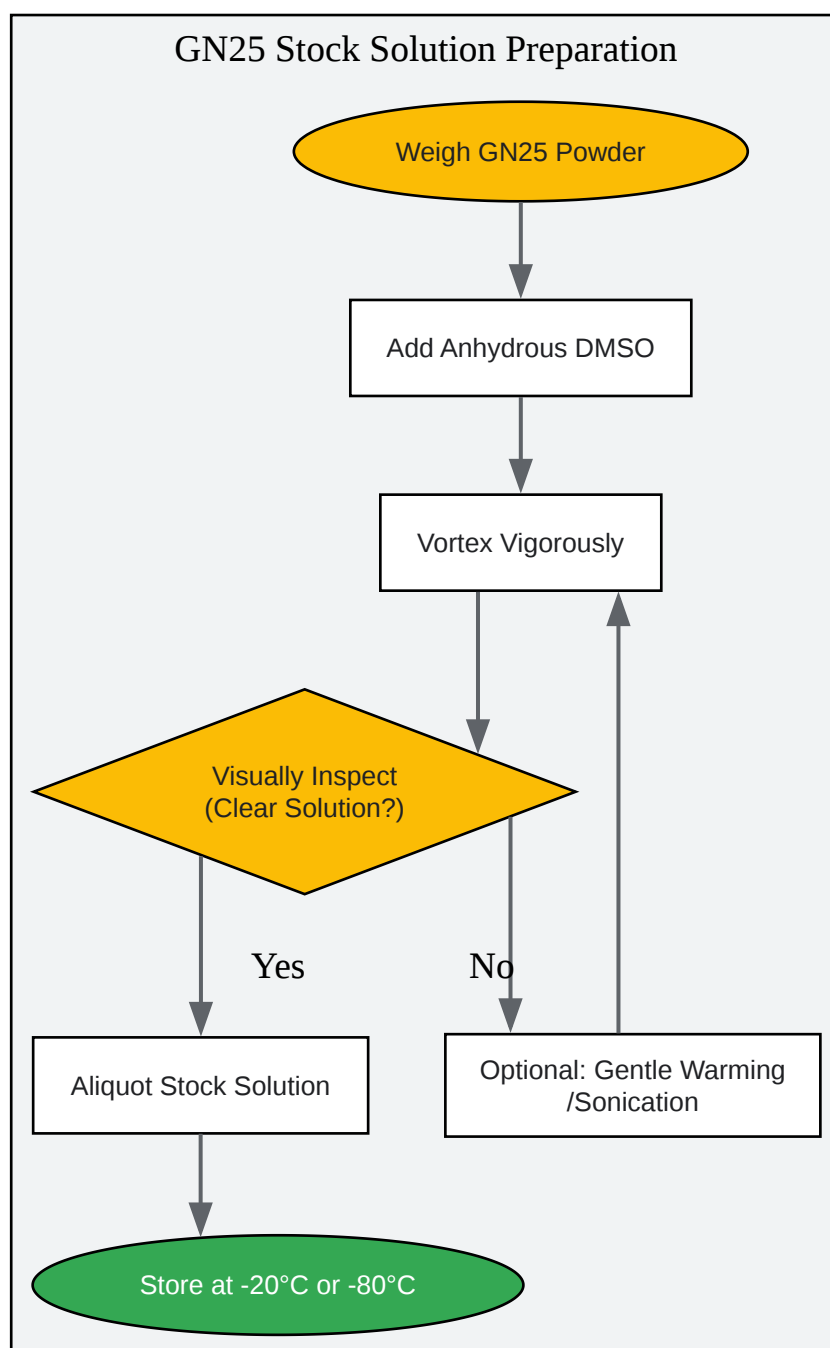 GN25 Stock Solution Preparation
Weigh GN25 Powder
Add Anhydrous DMSO
Vortex Vigorously
Visually Inspect
(Clear Solution?)
Yes
No
Aliquot Stock Solution
Optional: Gentle Warming
/Sonication
Store at -20°C or -80°C